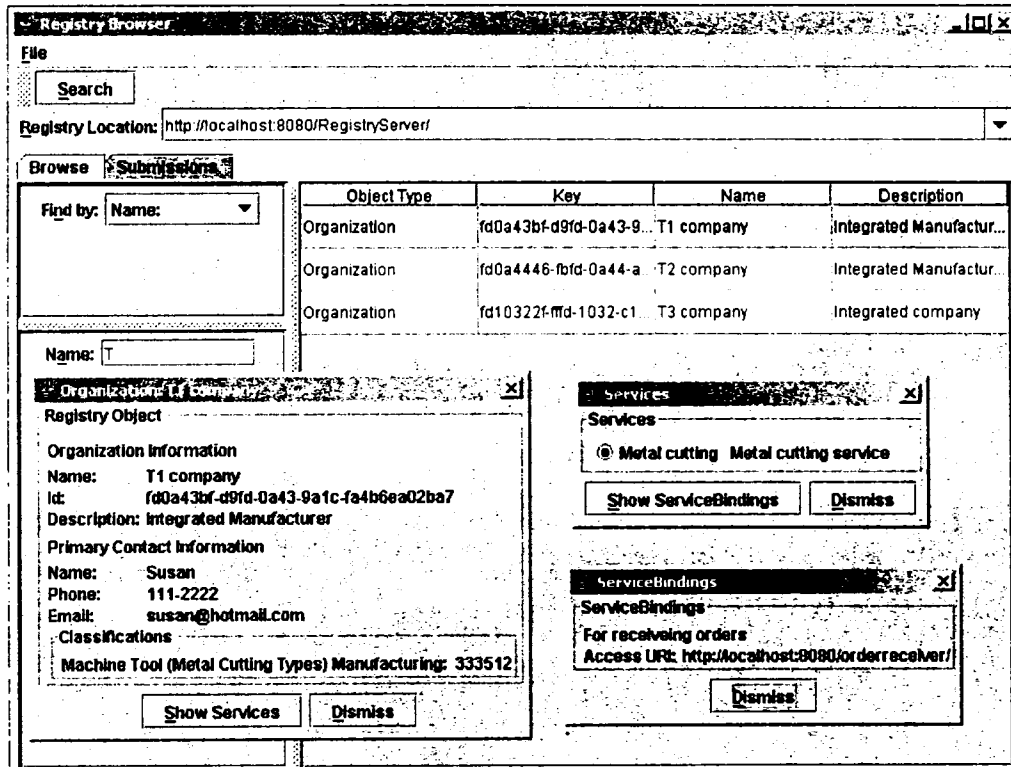 Registry Browser
File
Search
Registry Location: http://localhost:8080/RegistryServer/
Browse Submissions
Find by: Name:
Object Type Key Name Description
Organization fd0a43bf-d9fd-0a43-9... T1 company Integrated Manufactur...
Organization fd0a4446-fbfd-0a44-a... T2 company Integrated Manufactur...
Organization fd10322f-fffd-1032-c1... T3 company Integrated company
Name: T
Organization: T1 company
Registry Object
Organization Information
Name: T1 company
Id: fd0a43bf-d9fd-0a43-9a1c-fa4b6ea02ba7
Description: Integrated Manufacturer
Primary Contact Information
Name: Susan
Phone: 111-2222
Email: susan@hotmail.com
Classifications
Machine Tool (Metal Cutting Types) Manufacturing: 333512
Show Services Dismiss
Services
Services
Metal cutting Metal cutting service
Show ServiceBindings Dismiss
ServiceBindings
ServiceBindings
For receiveing orders
Access URI: http://localhost:8080/orderreceiver/
Dismiss